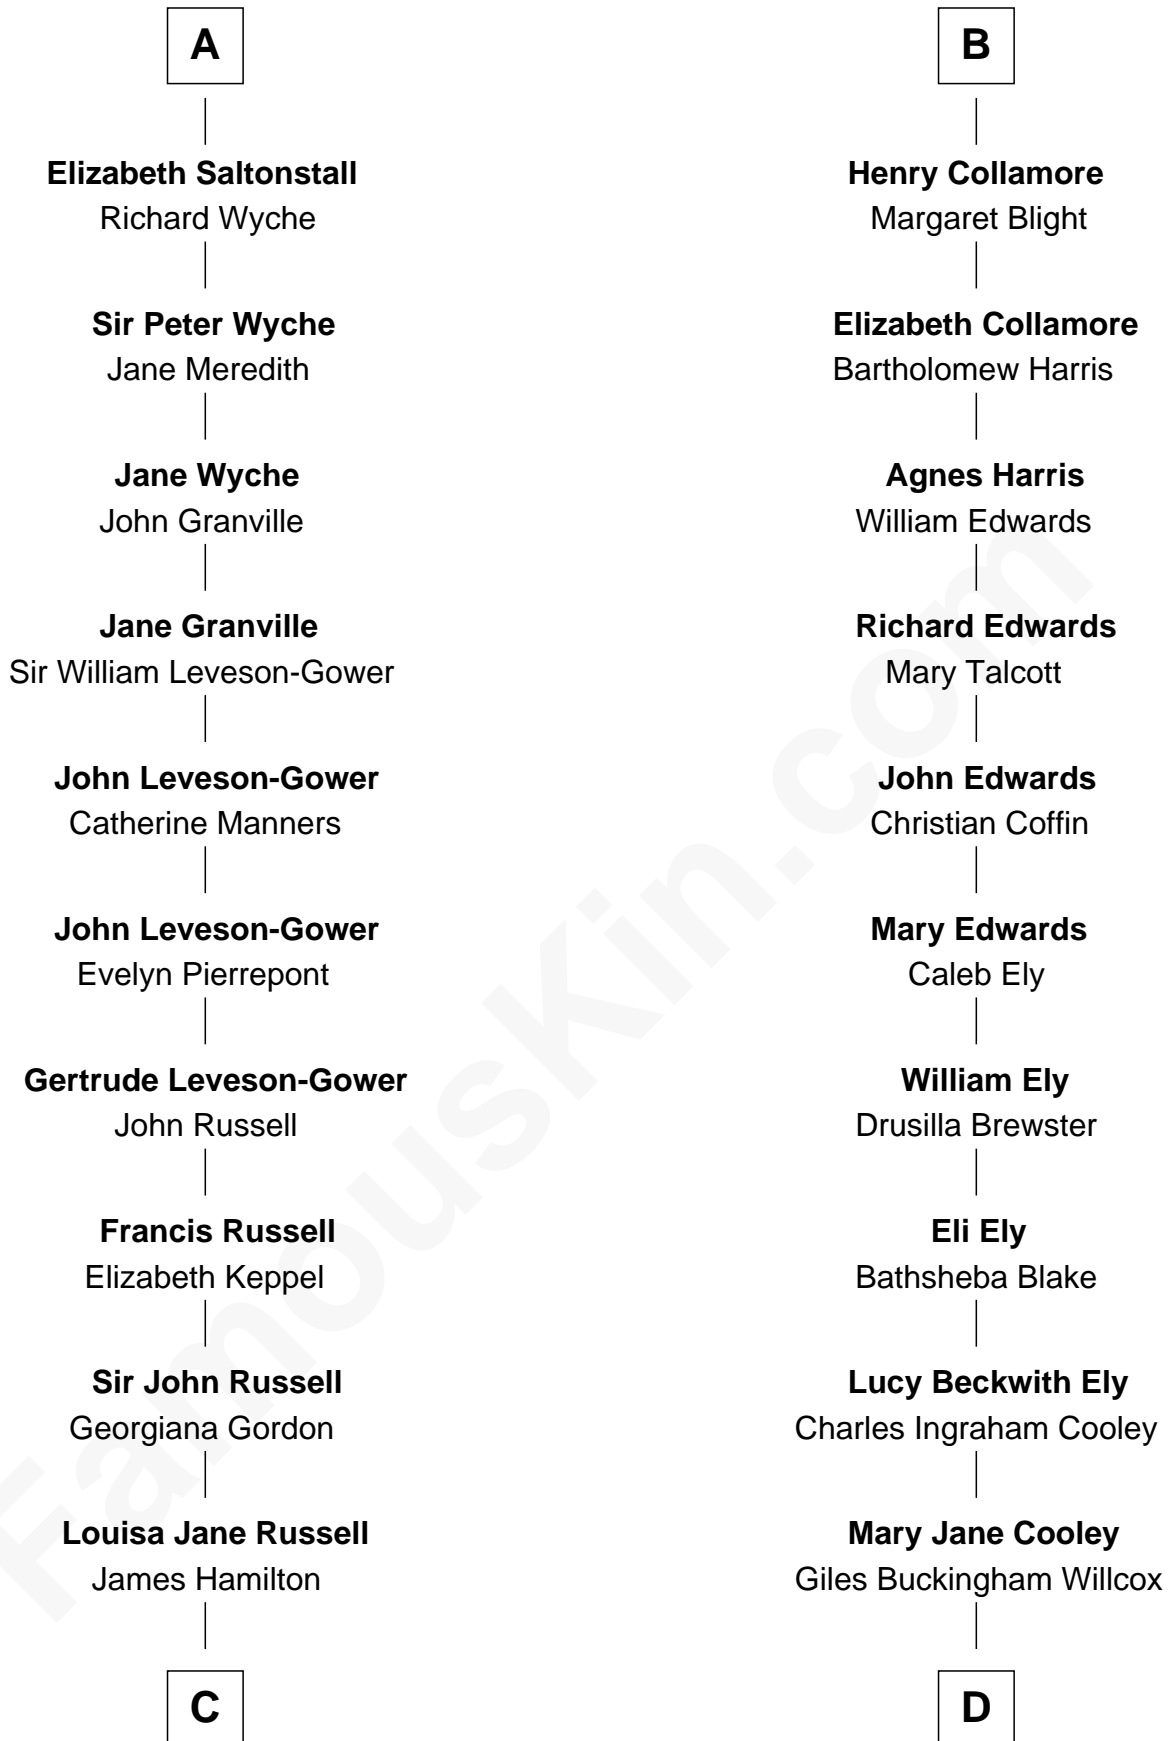 A
Elizabeth Saltonstall
Richard Wyche
Sir Peter Wyche
Jane Meredith
Jane Wyche
John Granville
Jane Granville
Sir William Leveson-Gower
John Leveson-Gower
Catherine Manners
John Leveson-Gower
Evelyn Pierrepont
Gertrude Leveson-Gower
John Russell
Francis Russell
Elizabeth Keppel
Sir John Russell
Georgiana Gordon
Louisa Jane Russell
James Hamilton
C
B
Henry Collamore
Margaret Blight
Elizabeth Collamore
Bartholomew Harris
Agnes Harris
William Edwards
Richard Edwards
Mary Talcott
John Edwards
Christian Coffin
Mary Edwards
Caleb Ely
William Ely
Drusilla Brewster
Eli Ely
Bathsheba Blake
Lucy Beckwith Ely
Charles Ingraham Cooley
Mary Jane Cooley
Giles Buckingham Willcox
D
FamousKin.com